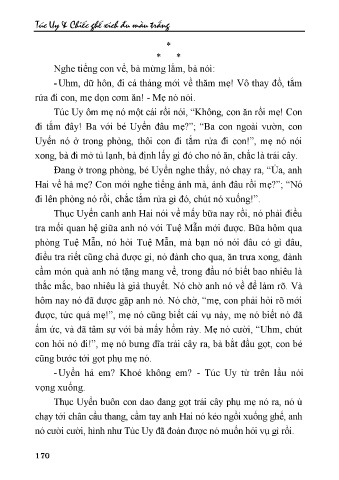 Túc Uy & Chiếc ghế xích đu màu trắng
*
* *
Nghe tiếng con về, bà mừng lắm, bà nói:
- Uhm, dữ hôn, đi cả tháng mới về thăm mẹ! Vô thay đồ, tắm
rửa đi con, mẹ dọn cơm ăn! - Mẹ nó nói.
Túc Uy ôm mẹ nó một cái rồi nói, “Không, con ăn rồi mẹ! Con
đi tắm đây! Ba với bé Uyển đâu mẹ?”; “Ba con ngoài vườn, con
Uyển nó ở trong phòng, thôi con đi tắm rửa đi con!”, mẹ nó nói
xong, bà đi mở tủ lạnh, bà định lấy gì đó cho nó ăn, chắc là trái cây.
Đang ở trong phòng, bé Uyển nghe thấy, nó chạy ra, “Ủa, anh
Hai về hả mẹ? Con mới nghe tiếng ảnh mà, ảnh đâu rồi mẹ?”; “Nó
đi lên phòng nó rồi, chắc tắm rửa gì đó, chút nó xuống!”.
Thục Uyển canh anh Hai nói về mấy bữa nay rồi, nó phải điều
tra mối quan hệ giữa anh nó với Tuệ Mẫn mới được. Bữa hôm qua
phòng Tuệ Mẫn, nó hỏi Tuệ Mẫn, mà bạn nó nói đâu có gì đâu,
điều tra riết cũng chả được gì, nó đành cho qua, ăn trưa xong, đành
cầm món quà anh nó tặng mang về, trong đầu nó biết bao nhiêu là
thắc mắc, bao nhiêu là giả thuyết. Nó chờ anh nó về để làm rõ. Và
hôm nay nó đã được gặp anh nó. Nó chờ, “mẹ, con phải hỏi rõ mới
được, tức quá mẹ!”, mẹ nó cũng biết cái vụ này, mẹ nó biết nó đã
ấm ức, và đã tâm sự với bà mấy hổm rày. Mẹ nó cười, “Uhm, chút
con hỏi nó đi!”, mẹ nó bưng dĩa trái cây ra, bà bắt đầu gọt, con bé
cũng bước tới gọt phụ mẹ nó.
- Uyển hả em? Khoẻ không em? - Túc Uy từ trên lầu nói
vọng xuống.
Thục Uyển buôn con dao đang gọt trái cây phụ mẹ nó ra, nó ù
chạy tới chân cầu thang, cầm tay anh Hai nó kéo ngồi xuống ghế, anh
nó cười cười, hình như Túc Uy đã đoán được nó muốn hỏi vụ gì rồi.
170